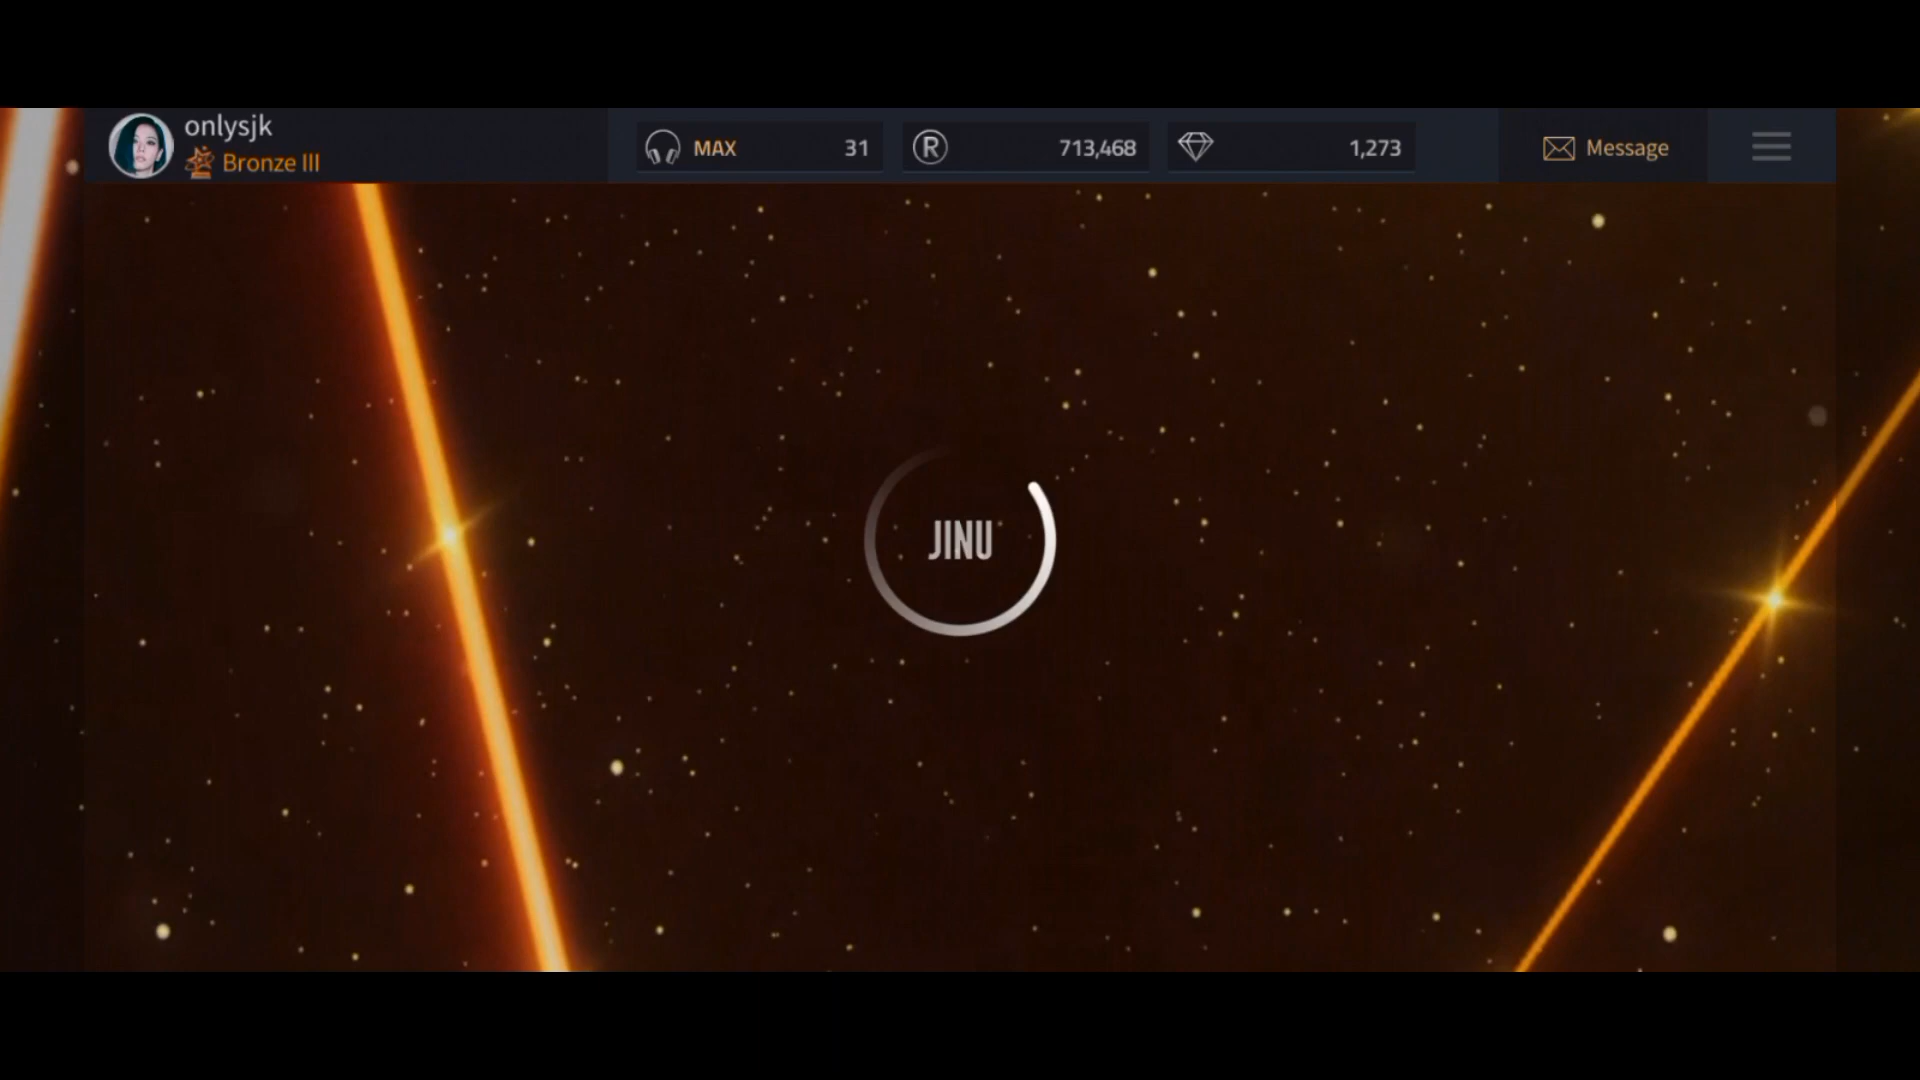 onlysjk
Bronze III
MAX 31
R 713,468
1,273
Message
JINU